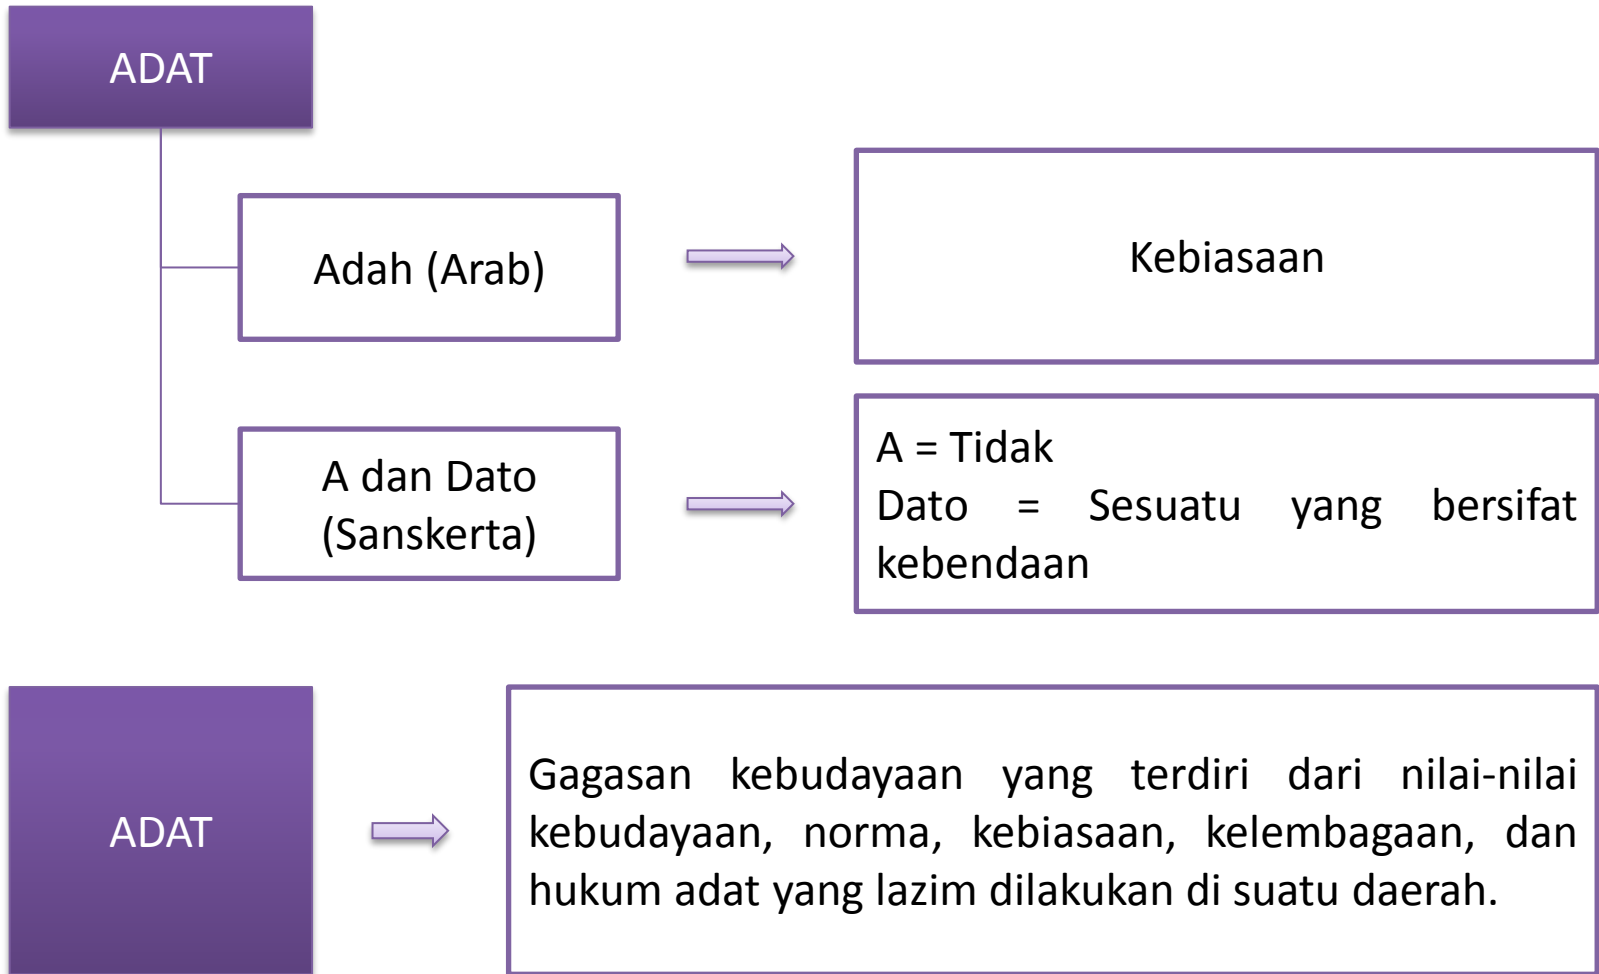 ADAT
Adah (Arab)
Kebiasaan
A dan Dato
(Sanskerta)
A = Tidak
Dato = Sesuatu yang bersifat
kebendaan
ADAT
Gagasan kebudayaan yang terdiri dari nilai-nilai
kebudayaan, norma, kebiasaan, kelembagaan, dan
hukum adat yang lazim dilakukan di suatu daerah.